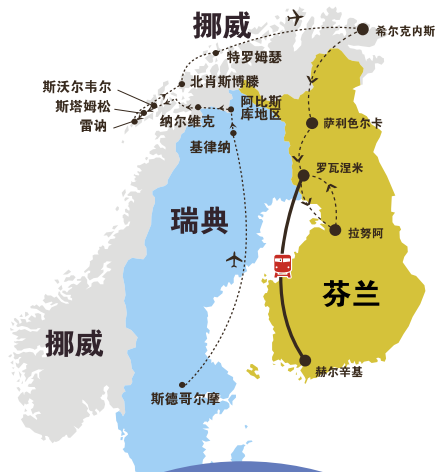 挪威
希尔克内斯
特罗姆瑟
北肖斯博滕
斯沃尔韦尔
斯塔姆松
雷讷
阿比斯
库地区
纳尔维克
萨利色尔卡
基律纳
罗瓦涅米
瑞典
拉努阿
芬兰
挪威
赫尔辛基
斯德哥尔摩